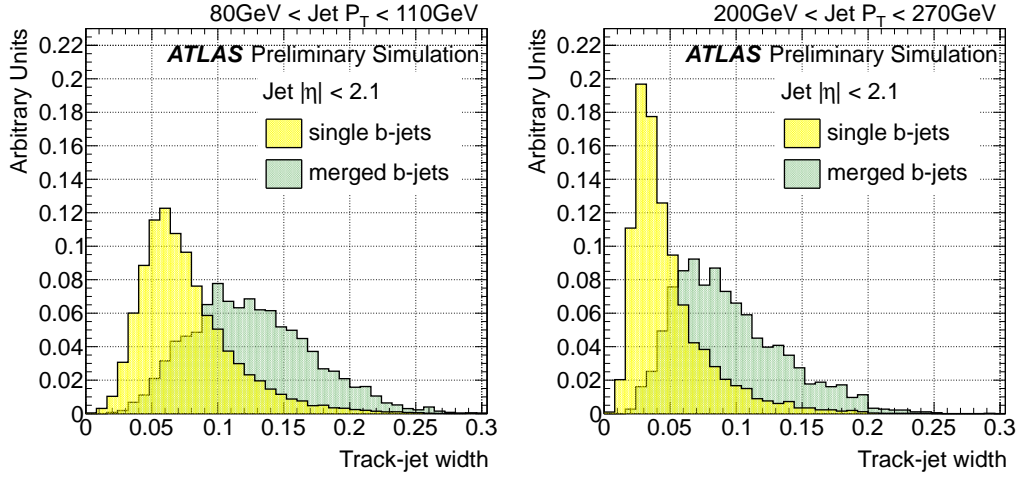 80GeV < Jet P_T < 110GeV
ATLAS Preliminary Simulation
Jet |η| < 2.1
single b-jets
merged b-jets
Arbitrary Units
0.22
0.2
0.18
0.16
0.14
0.12
0.1
0.08
0.06
0.04
0.02
0
0 0.05 0.1 0.15 0.2 0.25 0.3
Track-jet width
200GeV < Jet P_T < 270GeV
ATLAS Preliminary Simulation
Jet |η| < 2.1
single b-jets
merged b-jets
Arbitrary Units
0.22
0.2
0.18
0.16
0.14
0.12
0.1
0.08
0.06
0.04
0.02
0
0 0.05 0.1 0.15 0.2 0.25 0.3
Track-jet width